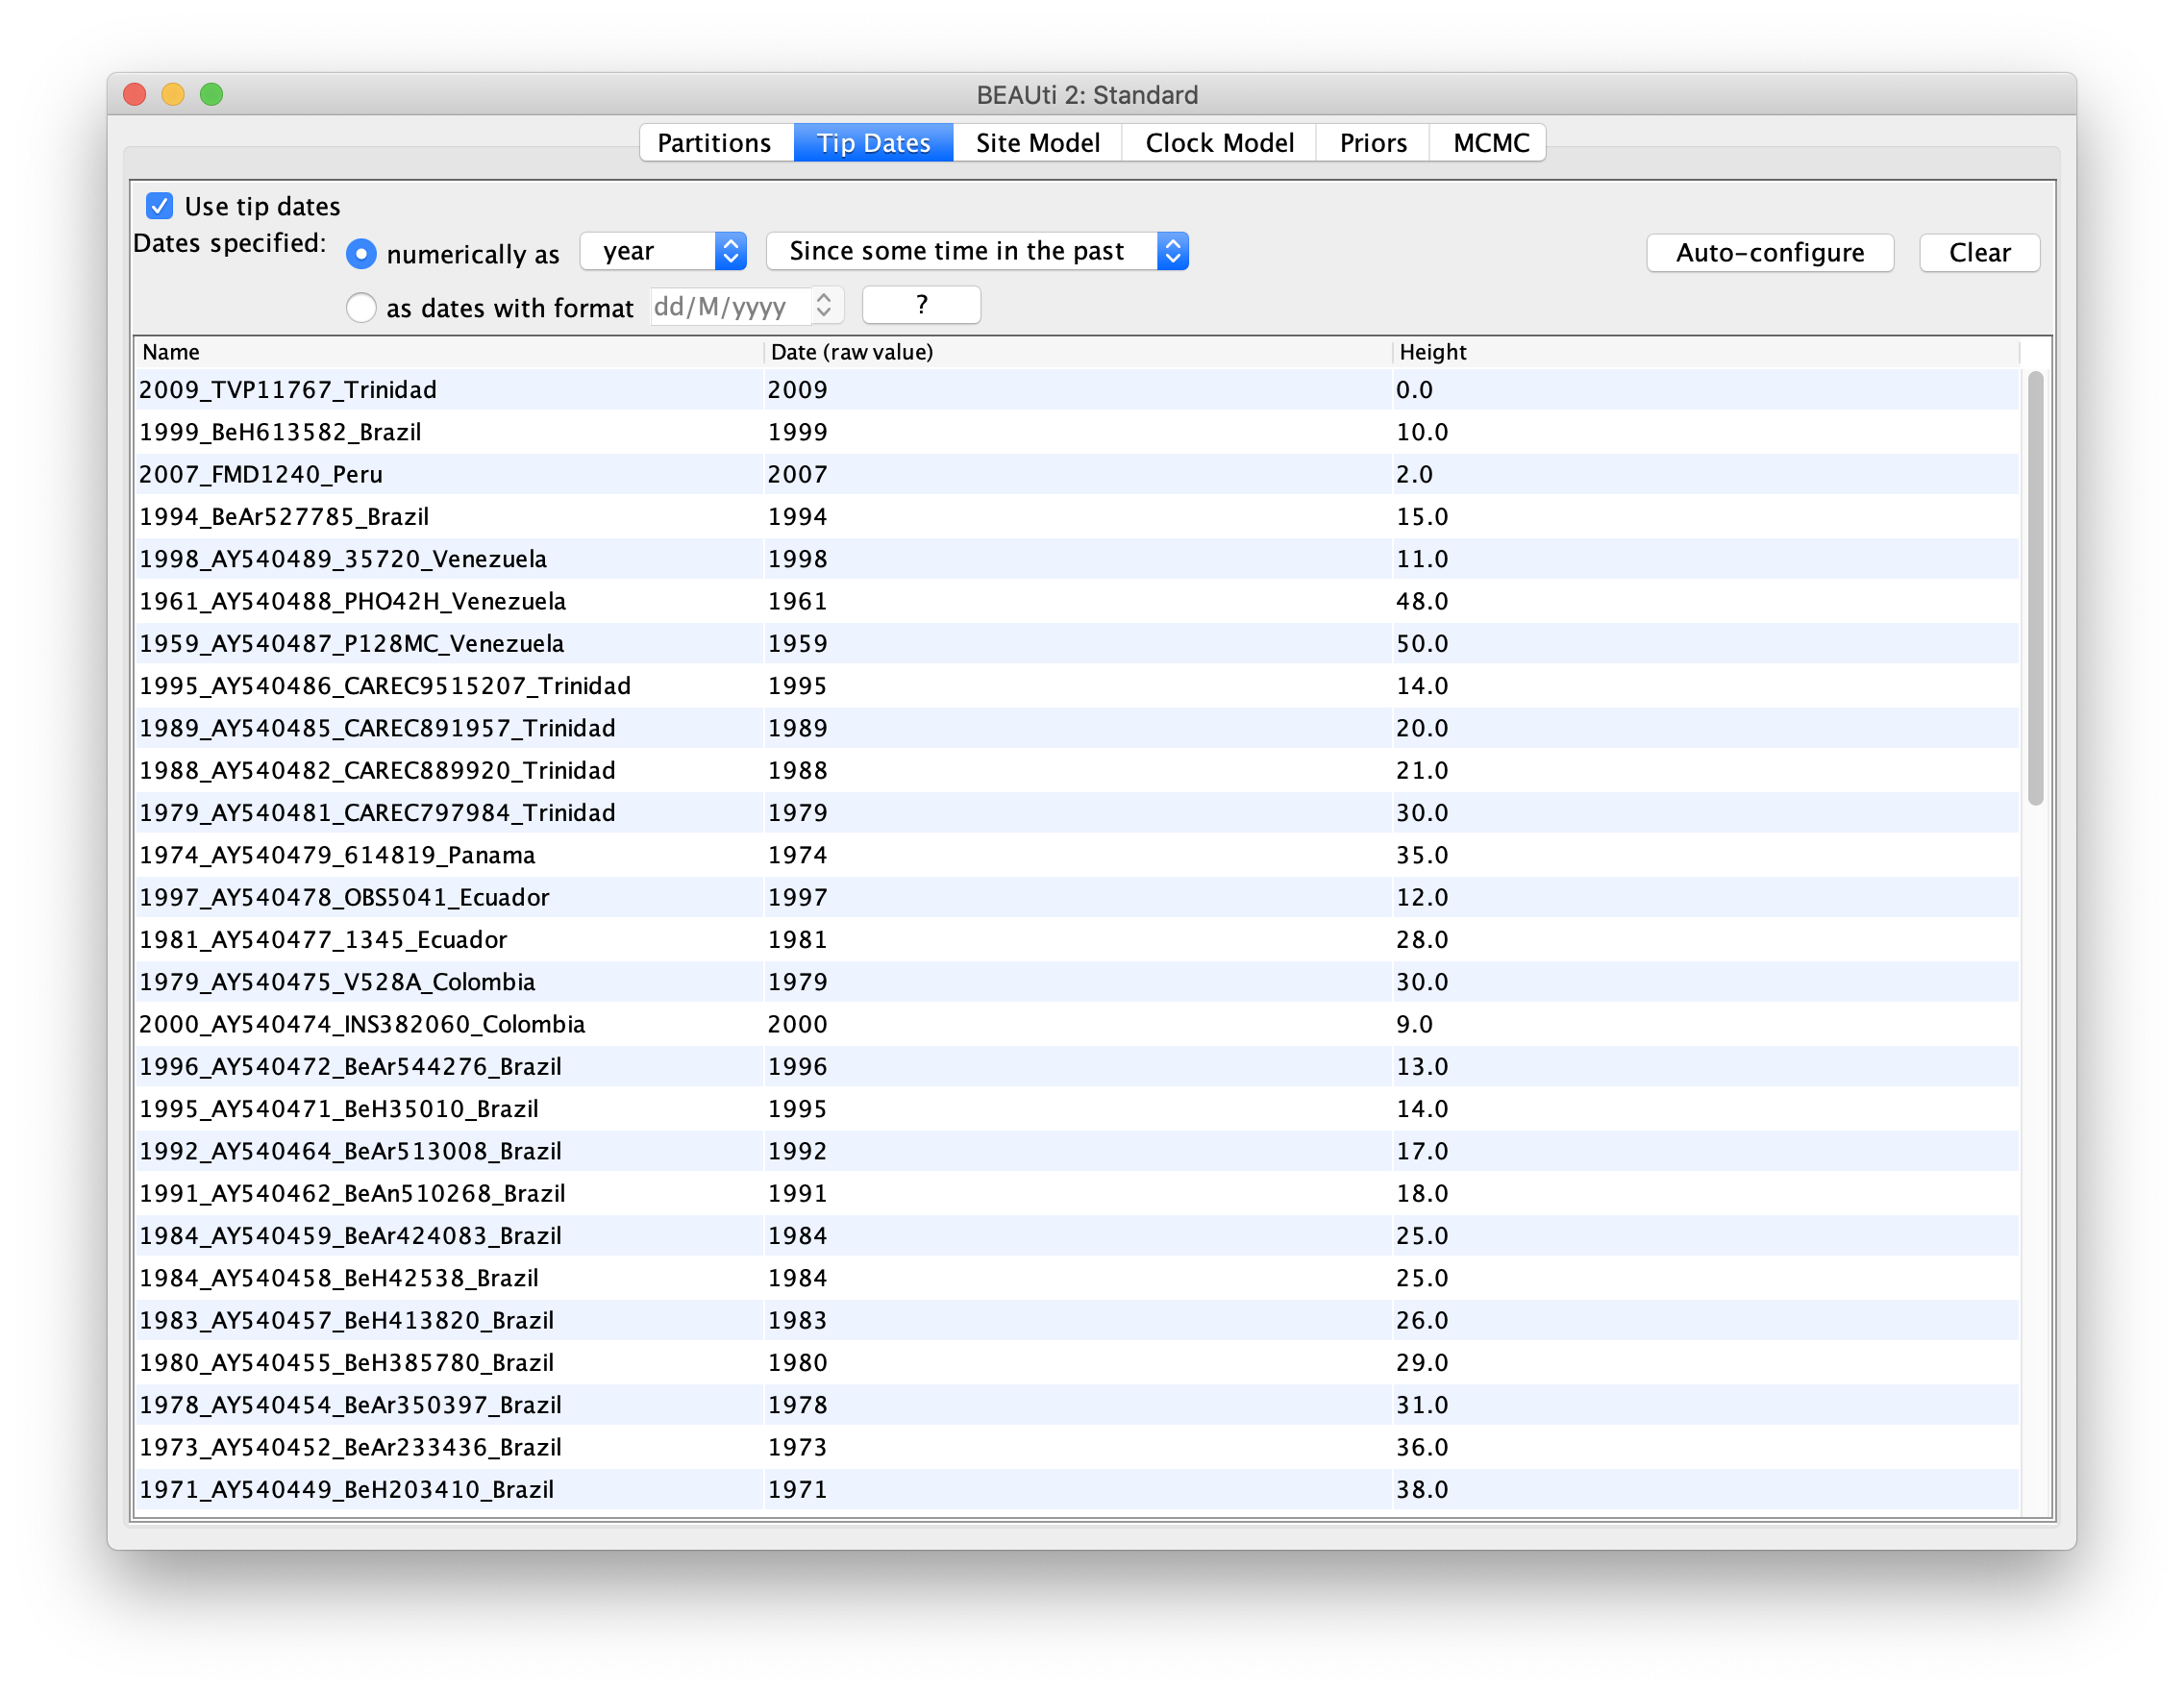 BEAUti 2: Standard
Partitions Tip Dates Site Model Clock Model Priors MCMC
Use tip dates
Dates specified: numerically as year Since some time in the past Auto-configure Clear
as dates with format dd/M/yyyy ?
Name Date (raw value) Height
2009_TVP11767_Trinidad 2009 0.0
1999_BeH613582_Brazil 1999 10.0
2007_FMD1240_Peru 2007 2.0
1994_BeAr527785_Brazil 1994 15.0
1998_AY540489_35720_Venezuela 1998 11.0
1961_AY540488_PHO42H_Venezuela 1961 48.0
1959_AY540487_P128MC_Venezuela 1959 50.0
1995_AY540486_CAREC9515207_Trinidad 1995 14.0
1989_AY540485_CAREC891957_Trinidad 1989 20.0
1988_AY540482_CAREC889920_Trinidad 1988 21.0
1979_AY540481_CAREC797984_Trinidad 1979 30.0
1974_AY540479_614819_Panama 1974 35.0
1997_AY540478_OBS5041_Ecuador 1997 12.0
1981_AY540477_1345_Ecuador 1981 28.0
1979_AY540475_V528A_Colombia 1979 30.0
2000_AY540474_INS382060_Colombia 2000 9.0
1996_AY540472_BeAr544276_Brazil 1996 13.0
1995_AY540471_BeH35010_Brazil 1995 14.0
1992_AY540464_BeAr513008_Brazil 1992 17.0
1991_AY540462_BeAn510268_Brazil 1991 18.0
1984_AY540459_BeAr424083_Brazil 1984 25.0
1984_AY540458_BeH42538_Brazil 1984 25.0
1983_AY540457_BeH413820_Brazil 1983 26.0
1980_AY540455_BeH385780_Brazil 1980 29.0
1978_AY540454_BeAr350397_Brazil 1978 31.0
1973_AY540452_BeAr233436_Brazil 1973 36.0
1971_AY540449_BeH203410_Brazil 1971 38.0